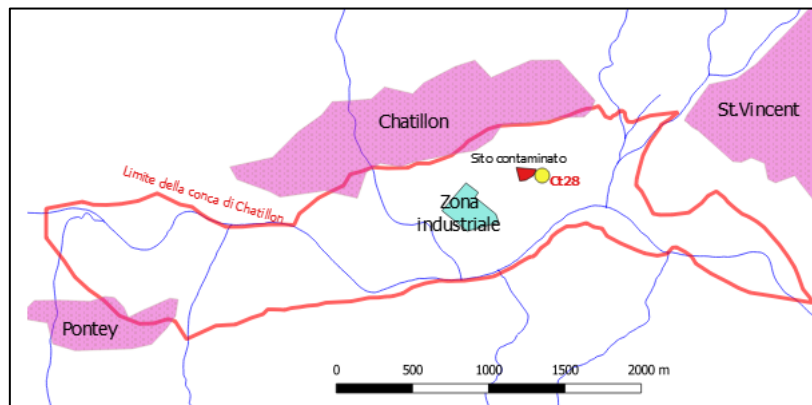 St.Vincent
Chatillon
Sito contaminato
Ct28
Limite della conca di Chatillon
Zona
industriale
Pontey
0 500 1000 1500 2000 m